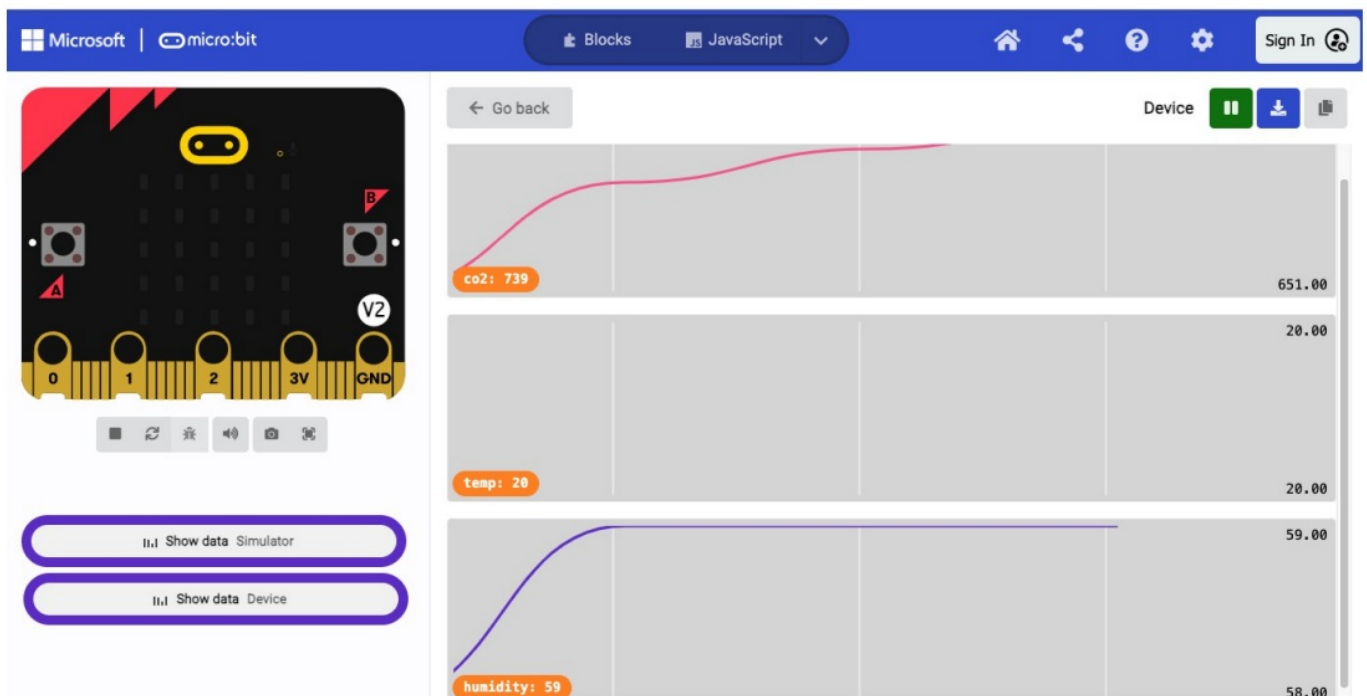 Microsoft | micro:bit
Blocks
JS JavaScript
Sign In
Go back
Device
B
A
V2
0 1 2 3V GND
Show data Simulator
Show data Device
co2: 739
651.00
20.00
temp: 20
20.00
59.00
humidity: 59
58.00